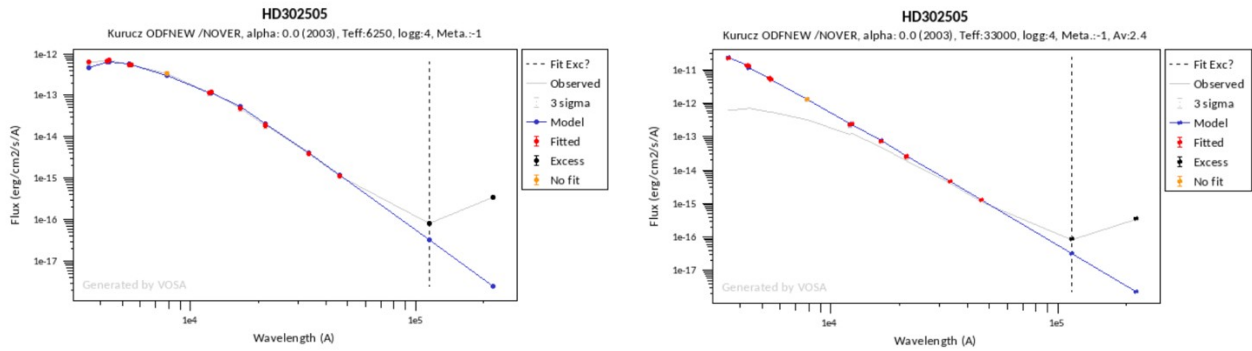 HD302505
Kurucz ODFNEW /NOVER, alpha: 0.0 (2003), Teff:6250, logg:4, Meta.:-1
1e-12
1e-13
1e-14
1e-15
1e-16
1e-17
Flux (erg/cm2/s/A)
Generated by VOSA
1e4
1e5
Wavelength (A)
Fit Exc?
Observed
3 sigma
Model
Fitted
Excess
No fit
HD302505
Kurucz ODFNEW /NOVER, alpha: 0.0 (2003), Teff:33000, logg:4, Meta.:-1, Av:2.4
1e-11
1e-12
1e-13
1e-14
1e-15
1e-16
1e-17
Flux (erg/cm2/s/A)
Generated by VOSA
1e4
1e5
Wavelength (A)
Fit Exc?
Observed
3 sigma
Model
Fitted
Excess
No fit